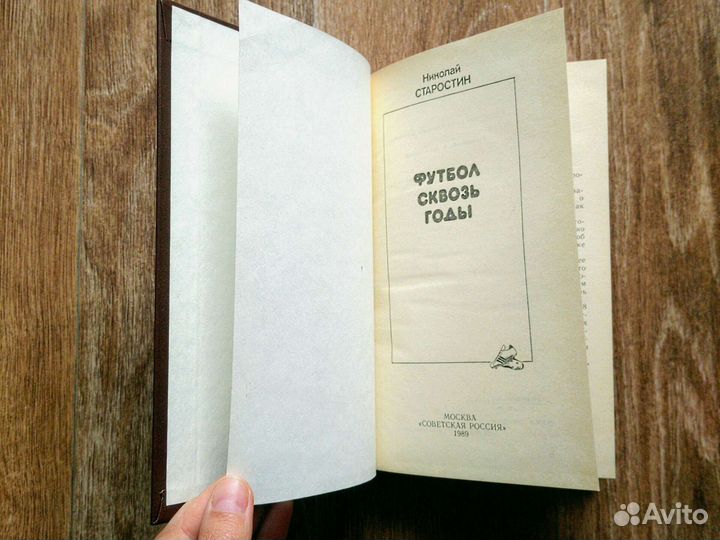 Николай
СТАРОСТИН
ФУТБОЛ
СКВОЗЬ
ГОДЫ
МОСКВА
«СОВЕТСКАЯ РОССИЯ»
1989
Avito